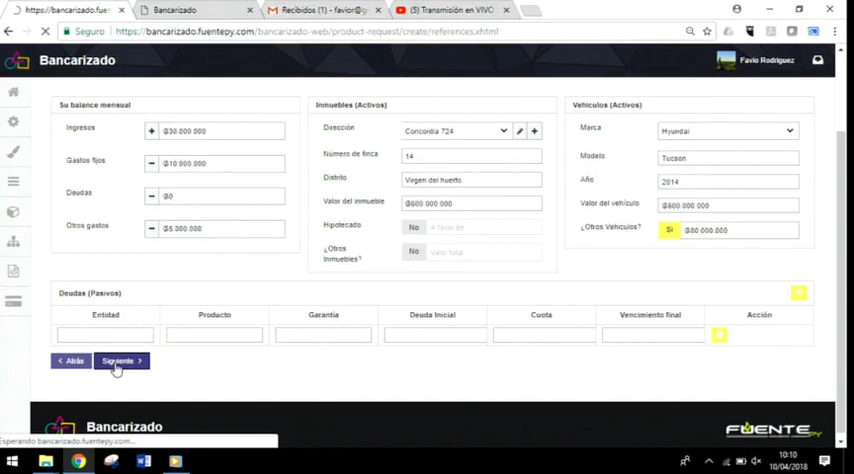 https://bancarizado.fuer
Bancarizado
Recibidos (1) - favior@g
(5) Transmisión en VIVO
Seguro
https://bancarizado.fuentepy.com/bancarizado-web/product-request/create/references.xhtml
Bancarizado
Favio Rodriguez
Su balance mensual
Ingresos
+ ₲30.000.000
Gastos fijos
− ₲10.000.000
Deudas
− ₲0
Otros gastos
− ₲5.000.000
Inmuebles (Activos)
Dirección
Concordia 724
Número de finca
14
Distrito
Virgen del huerto
Valor del inmueble
₲600.000.000
Hipotecado
No
A favor de
¿Otros
Inmuebles?
No
Valor total
Vehiculos (Activos)
Marca
Hyundai
Modelo
Tucson
Año
2014
Valor del vehículo
₲500.000.000
¿Otros Vehiculos?
Si
₲80.000.000
Deudas (Pasivos)
Entidad Producto Garantía Deuda Inicial Cuota Vencimiento final Acción
Atrás
Siguiente
Bancarizado
FUENTEPY
Esperando bancarizado.fuentepy.com...
10:10
10/04/2018